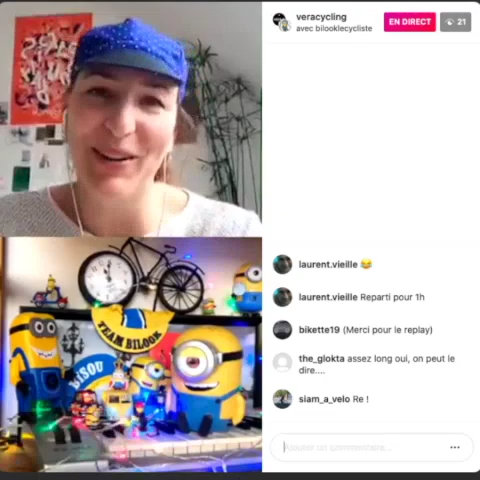 veracycling
avec bilooklecycliste
EN DIRECT
21
TEAM BILOOK
BISOU
laurent.vieille 😂
laurent.vieille Reparti pour 1h
bikette19 (Merci pour le replay)
the_glokta assez long oui, on peut le
dire....
siam_a_velo Re !
Ajouter un commentaire...